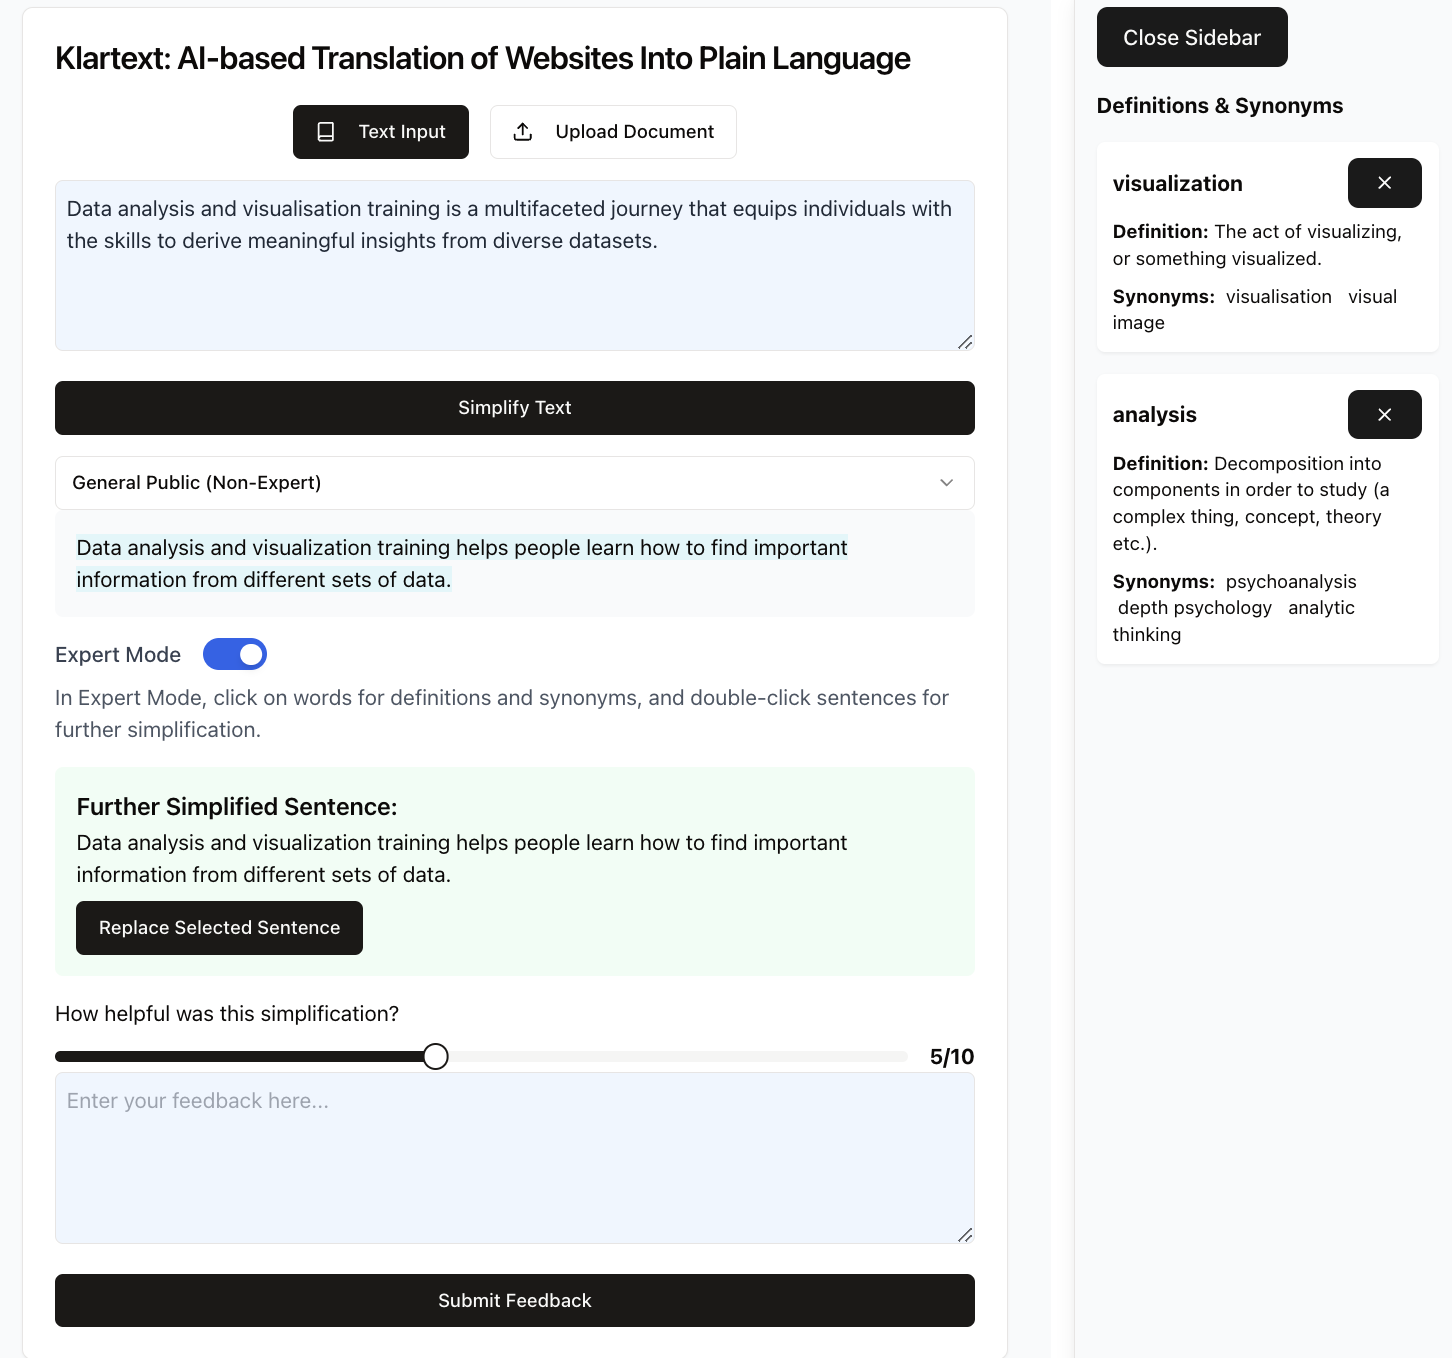 Klartext: AI-based Translation of Websites Into Plain Language
Text Input
Upload Document
Data analysis and visualisation training is a multifaceted journey that equips individuals with
the skills to derive meaningful insights from diverse datasets.
Simplify Text
General Public (Non-Expert)
Data analysis and visualization training helps people learn how to find important
information from different sets of data.
Expert Mode
In Expert Mode, click on words for definitions and synonyms, and double-click sentences for
further simplification.
Further Simplified Sentence:
Data analysis and visualization training helps people learn how to find important
information from different sets of data.
Replace Selected Sentence
How helpful was this simplification?
5/10
Enter your feedback here...
Submit Feedback
Close Sidebar
Definitions & Synonyms
visualization
Definition: The act of visualizing,
or something visualized.
Synonyms: visualisation visual
image
analysis
Definition: Decomposition into
components in order to study (a
complex thing, concept, theory
etc.).
Synonyms: psychoanalysis
depth psychology analytic
thinking